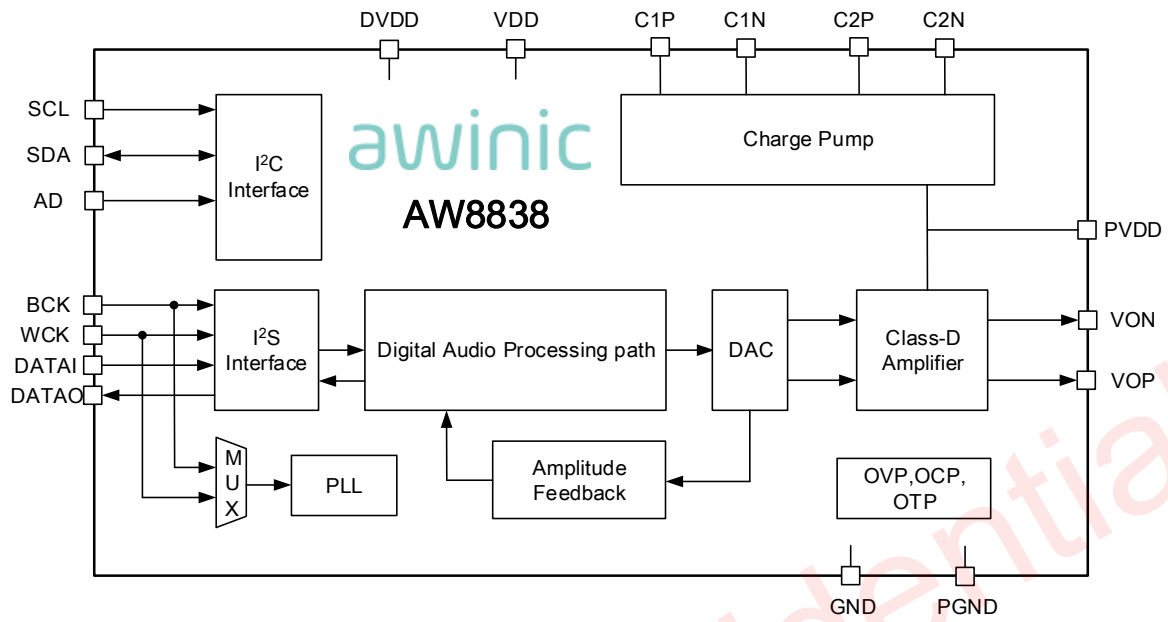 DVDD
VDD
C1P
C1N
C2P
C2N
SCL
SDA
AD
I²C
Interface
awinic
AW8838
Charge Pump
PVDD
BCK
WCK
DATAI
DATAO
I²S
Interface
Digital Audio Processing path
DAC
Class-D
Amplifier
VON
VOP
M
U
X
PLL
Amplitude
Feedback
OVP,OCP,
OTP
GND
PGND